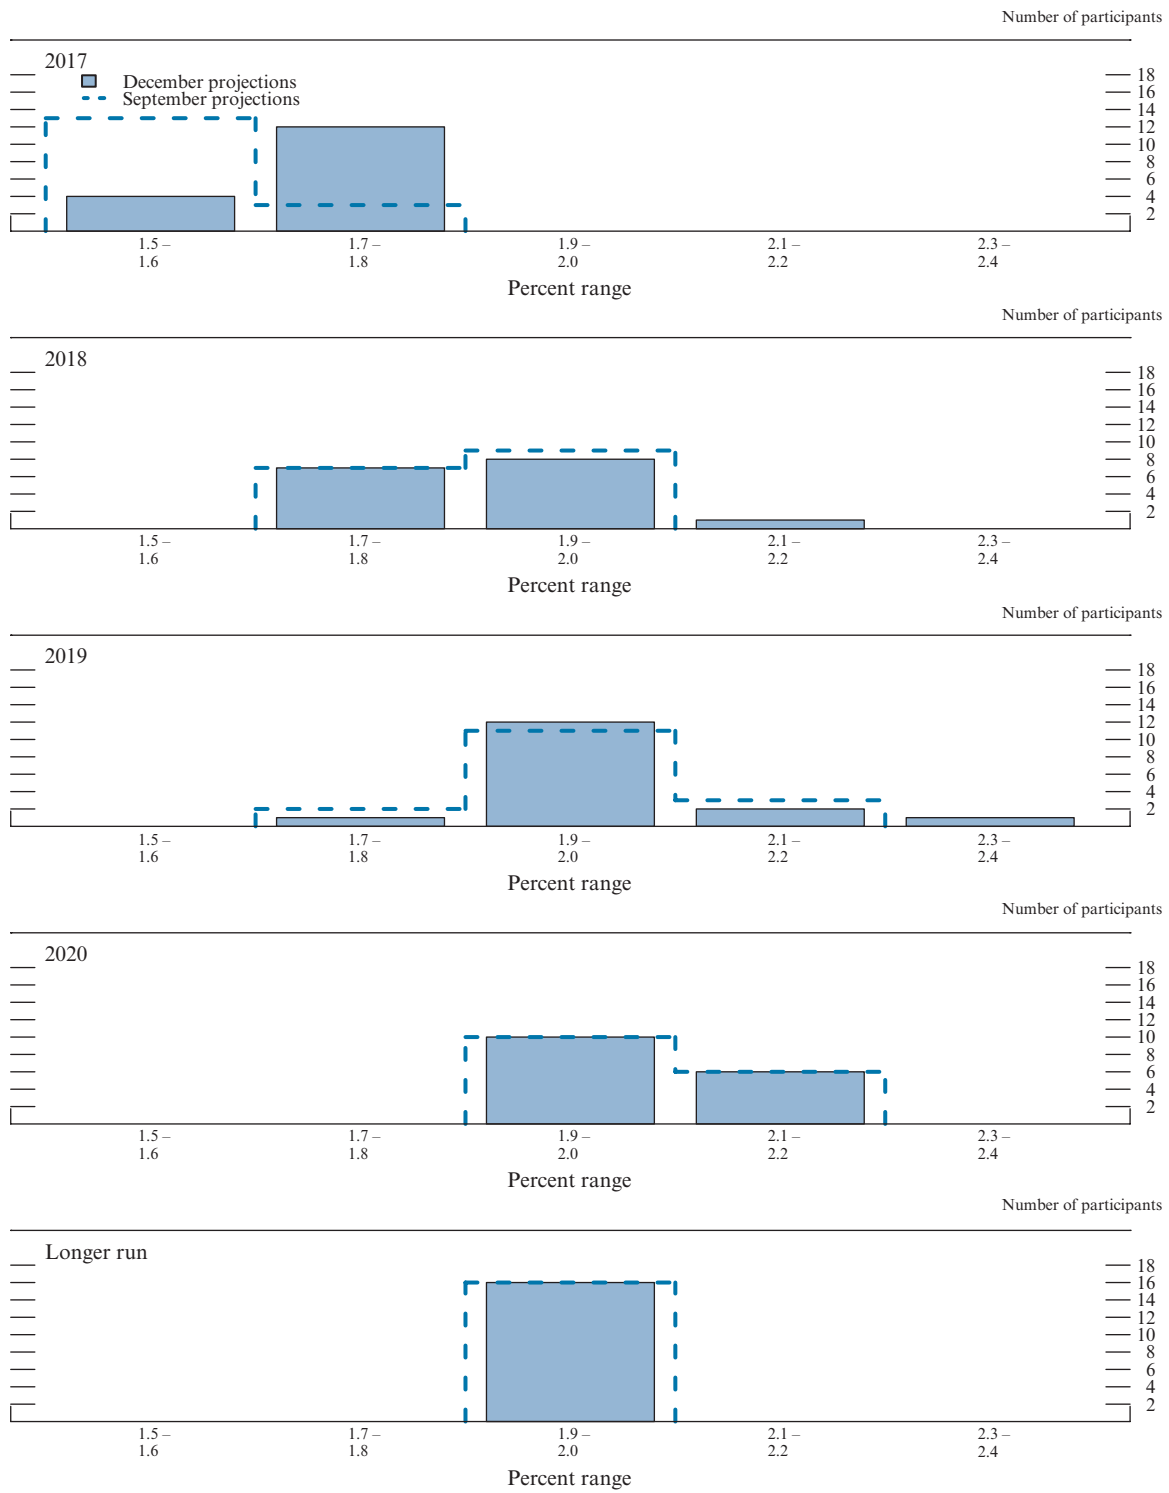 Number of participants
2017
December projections
September projections
18
16
14
12
10
8
6
4
2
1.5 – 1.7 – 1.9 – 2.1 – 2.3 –
1.6 1.8 2.0 2.2 2.4
Percent range
Number of participants
2018
18
16
14
12
10
8
6
4
2
1.5 – 1.7 – 1.9 – 2.1 – 2.3 –
1.6 1.8 2.0 2.2 2.4
Percent range
Number of participants
2019
18
16
14
12
10
8
6
4
2
1.5 – 1.7 – 1.9 – 2.1 – 2.3 –
1.6 1.8 2.0 2.2 2.4
Percent range
Number of participants
2020
18
16
14
12
10
8
6
4
2
1.5 – 1.7 – 1.9 – 2.1 – 2.3 –
1.6 1.8 2.0 2.2 2.4
Percent range
Number of participants
Longer run
18
16
14
12
10
8
6
4
2
1.5 – 1.7 – 1.9 – 2.1 – 2.3 –
1.6 1.8 2.0 2.2 2.4
Percent range